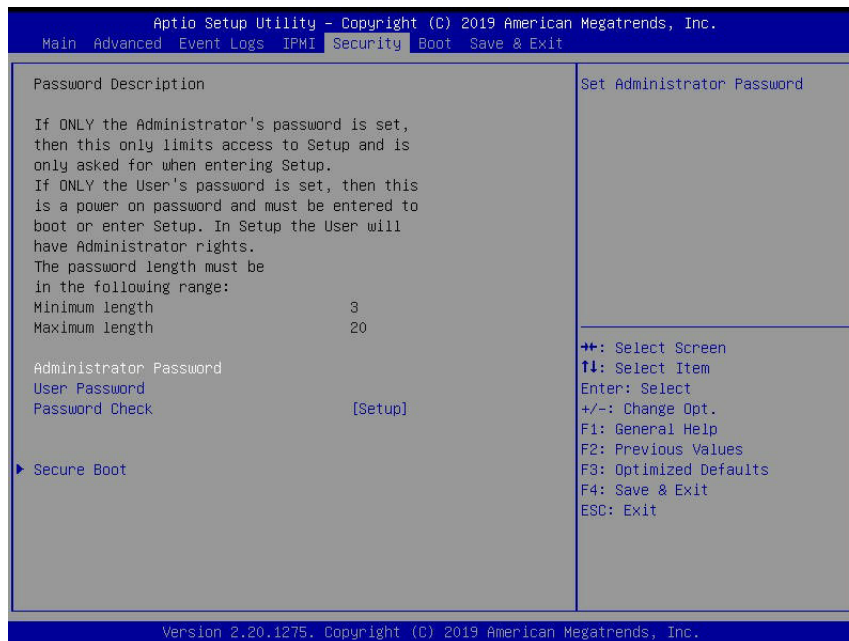 Aptio Setup Utility – Copyright (C) 2019 American Megatrends, Inc.
Main Advanced Event Logs IPMI Security Boot Save & Exit
Password Description
If ONLY the Administrator's password is set,
then this only limits access to Setup and is
only asked for when entering Setup.
If ONLY the User's password is set, then this
is a power on password and must be entered to
boot or enter Setup. In Setup the User will
have Administrator rights.
The password length must be
in the following range:
Minimum length 3
Maximum length 20
Administrator Password
User Password
Password Check [Setup]
Secure Boot
Set Administrator Password
→←: Select Screen
↑↓: Select Item
Enter: Select
+/-: Change Opt.
F1: General Help
F2: Previous Values
F3: Optimized Defaults
F4: Save & Exit
ESC: Exit
Version 2.20.1275. Copyright (C) 2019 American Megatrends, Inc.